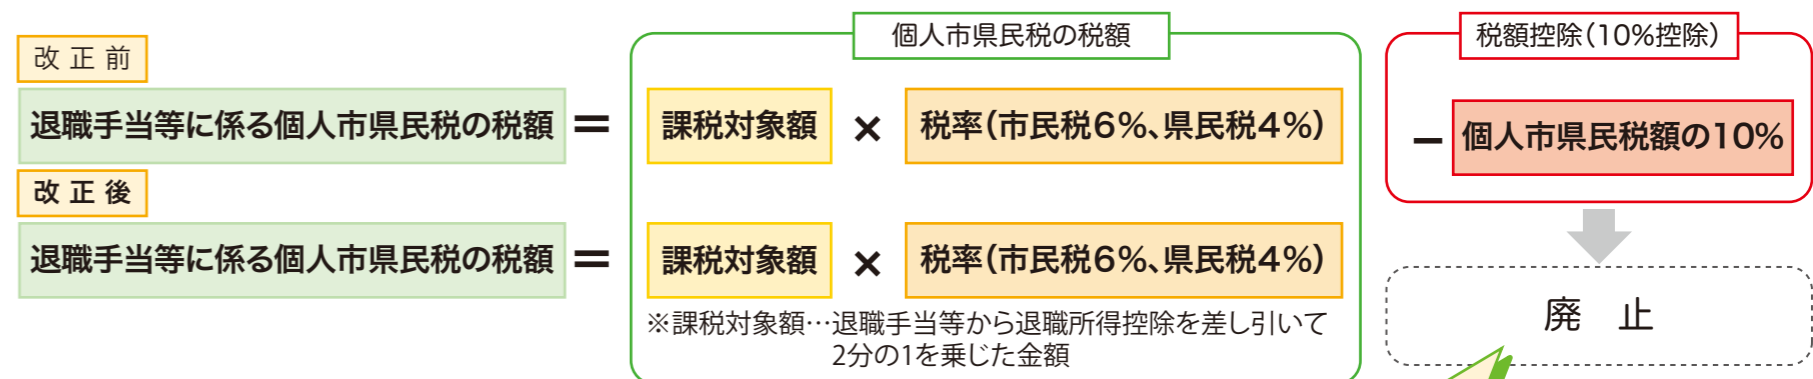 個人市県民税の税額
税額控除(10%控除)
改正前
退職手当等に係る個人市県民税の税額 = 課税対象額 × 税率(市民税6%、県民税4%) − 個人市県民税額の10%
改正後
退職手当等に係る個人市県民税の税額 = 課税対象額 × 税率(市民税6%、県民税4%)
※課税対象額…退職手当等から退職所得控除を差し引いて
2分の1を乗じた金額
廃 止